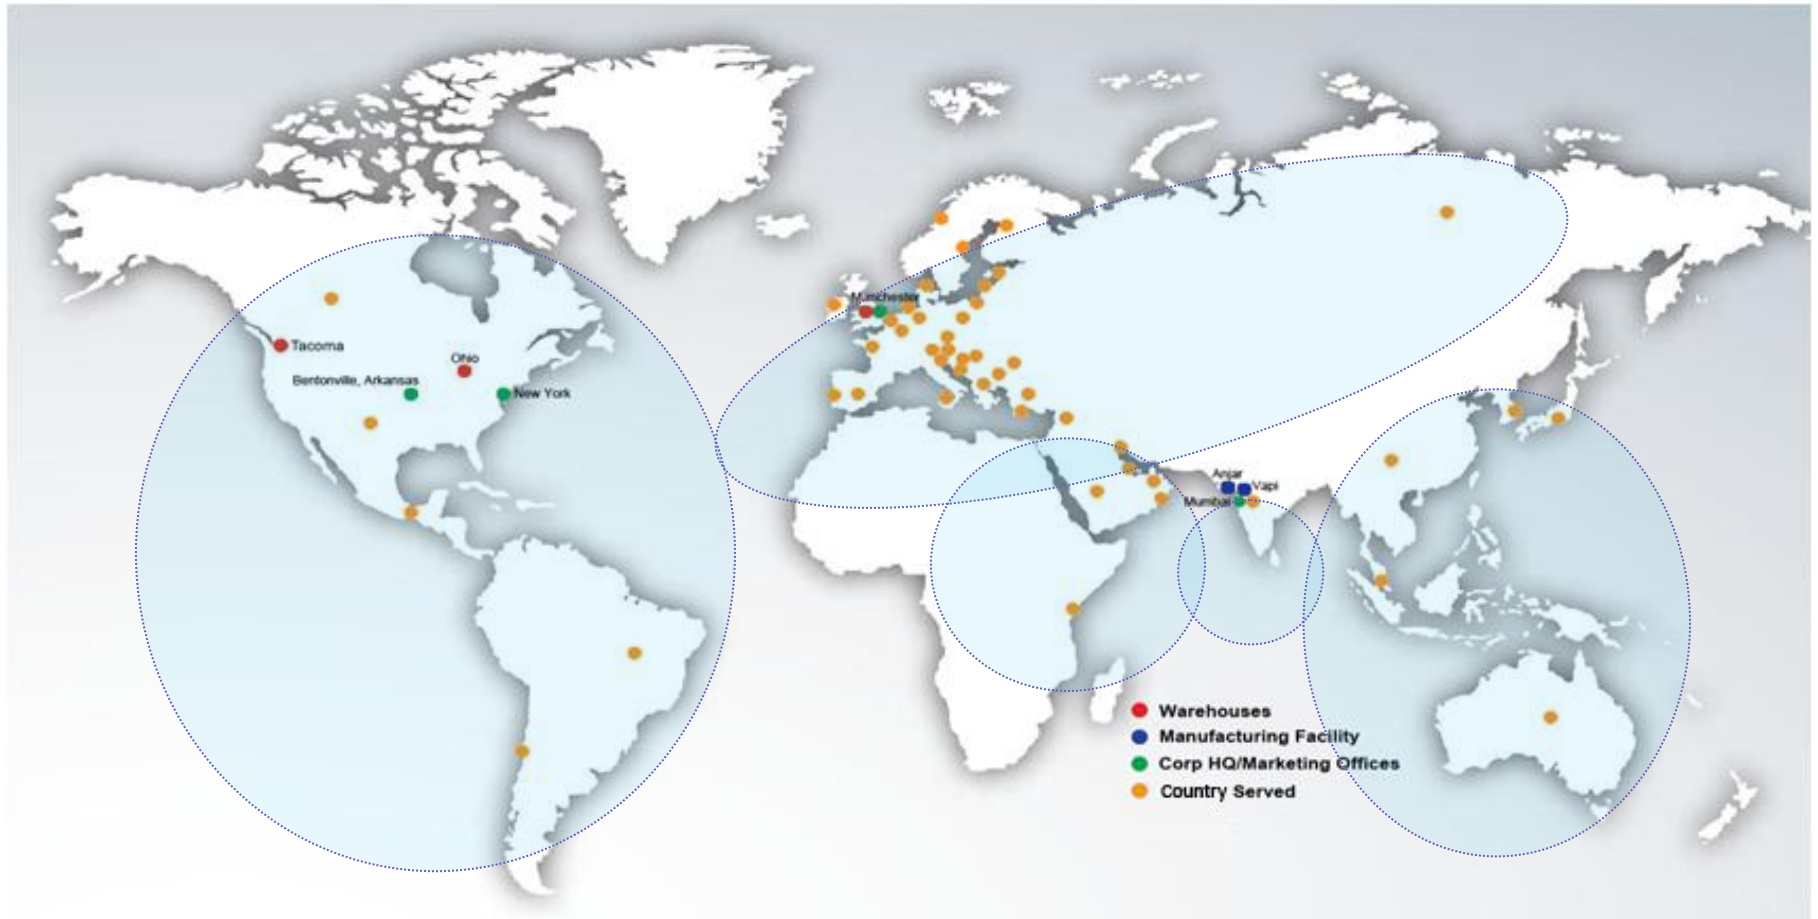 Manchester
Tacoma
Ohio
Bentonville, Arkansas
New York
Anjar
Vapi
Mumbai
Warehouses
Manufacturing Facility
Corp HQ/Marketing Offices
Country Served